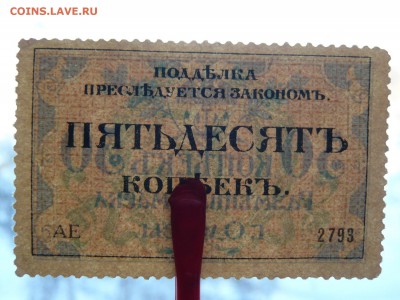 COINS.LAVE.RU
ПОДДѢЛКА
ПРЕСЛѢДУЕТСЯ ЗАКОНОМЪ.
ПЯТЬДЕСЯТЪ
КОПѢЕКЪ.
АЕ 2793